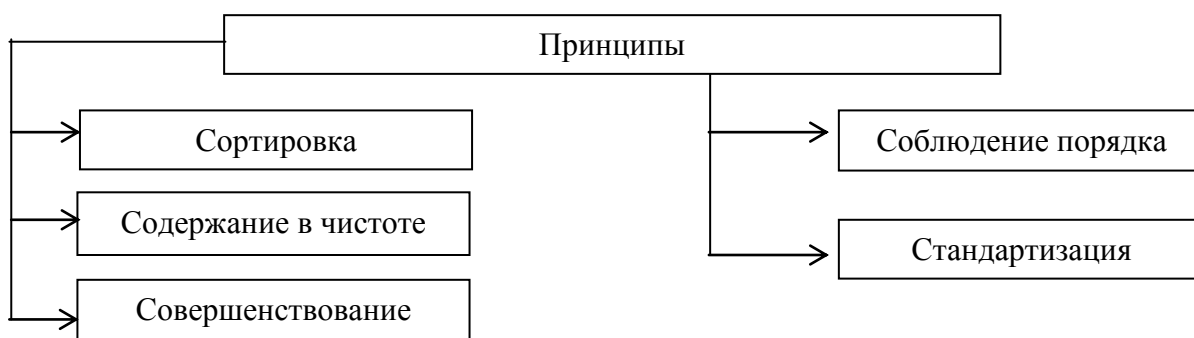 Принципы
Сортировка
Соблюдение порядка
Содержание в чистоте
Стандартизация
Совершенствование